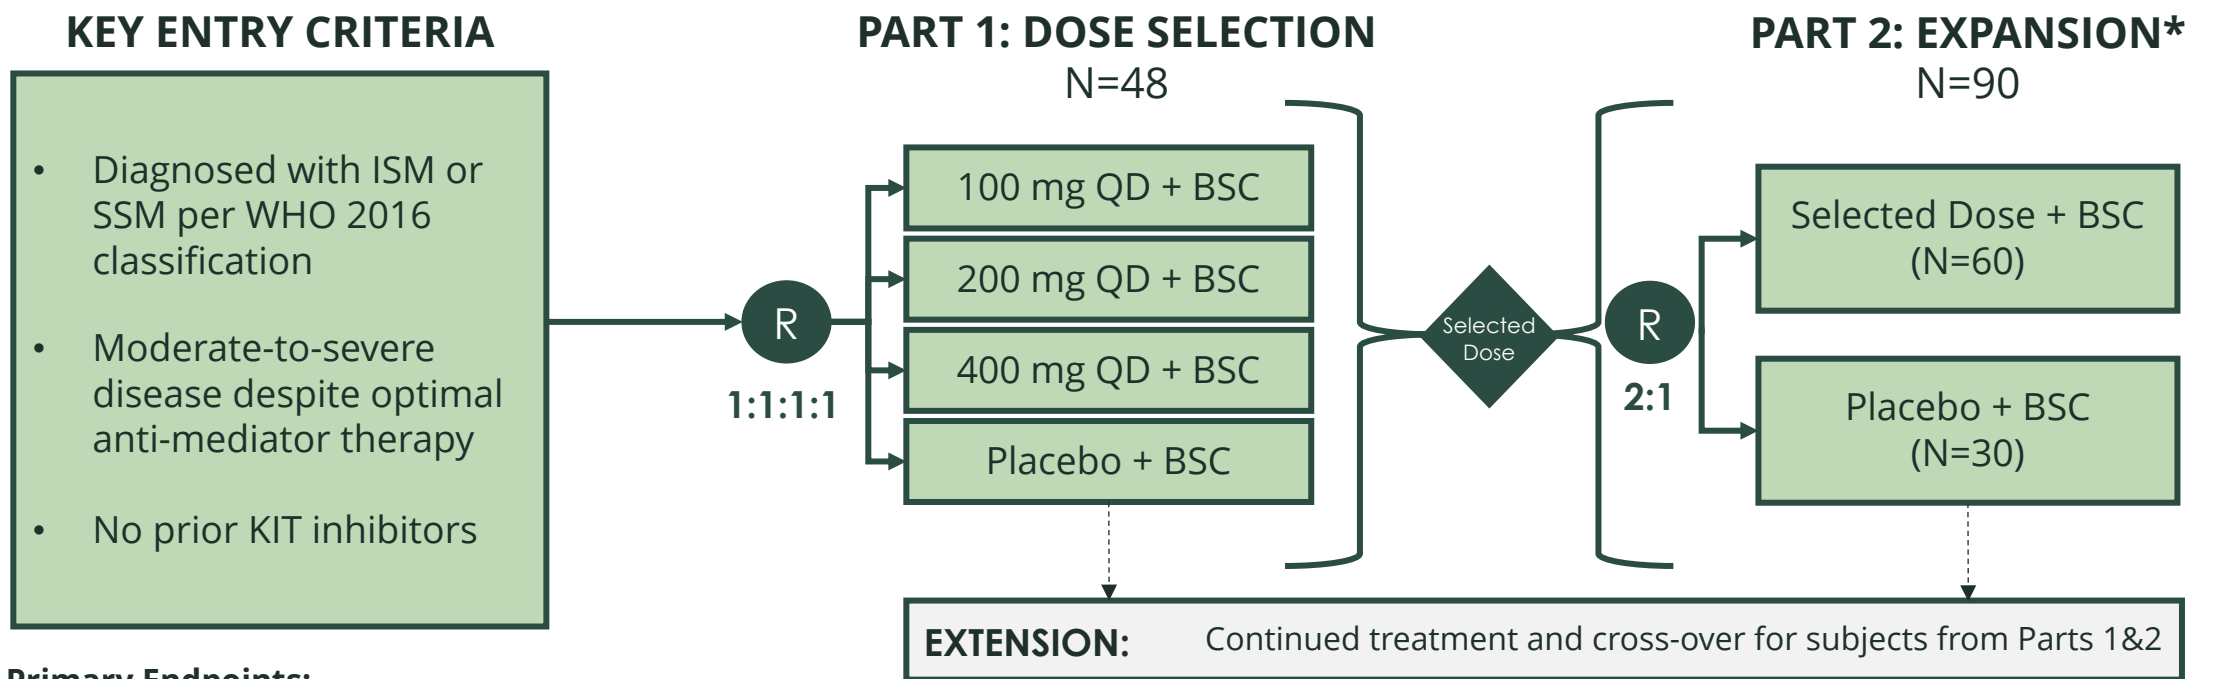 KEY ENTRY CRITERIA
• Diagnosed with ISM or
SSM per WHO 2016
classification
• Moderate-to-severe
disease despite optimal
anti-mediator therapy
• No prior KIT inhibitors
R
1:1:1:1
PART 1: DOSE SELECTION
N=48
100 mg QD + BSC
200 mg QD + BSC
400 mg QD + BSC
Placebo + BSC
Selected
Dose
R
2:1
PART 2: EXPANSION*
N=90
Selected Dose + BSC
(N=60)
Placebo + BSC
(N=30)
EXTENSION: Continued treatment and cross-over for subjects from Parts 1&2
Primary Endpoints: